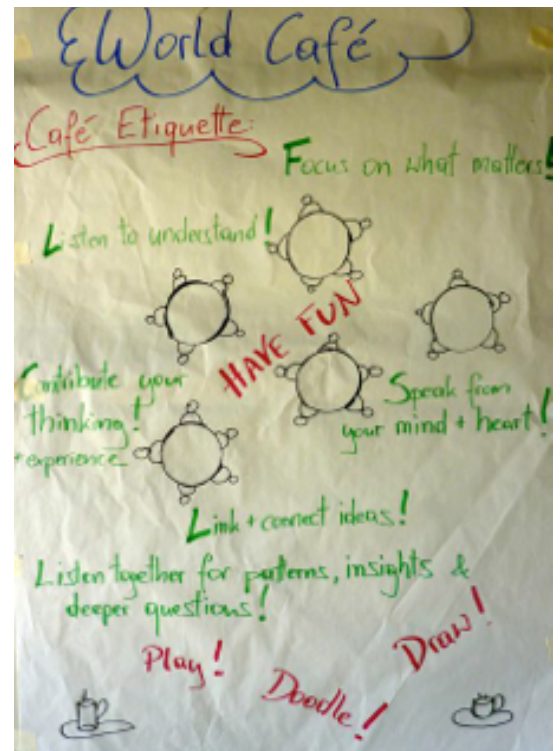 World Café
Café Etiquette:
Focus on what matters!
Listen to understand!
HAVE FUN
Contribute your
thinking!
+ experience
Speak from
your mind + heart!
Link + connect ideas!
Listen together for patterns, insights &
deeper questions!
Play!
Doodle!
Draw!